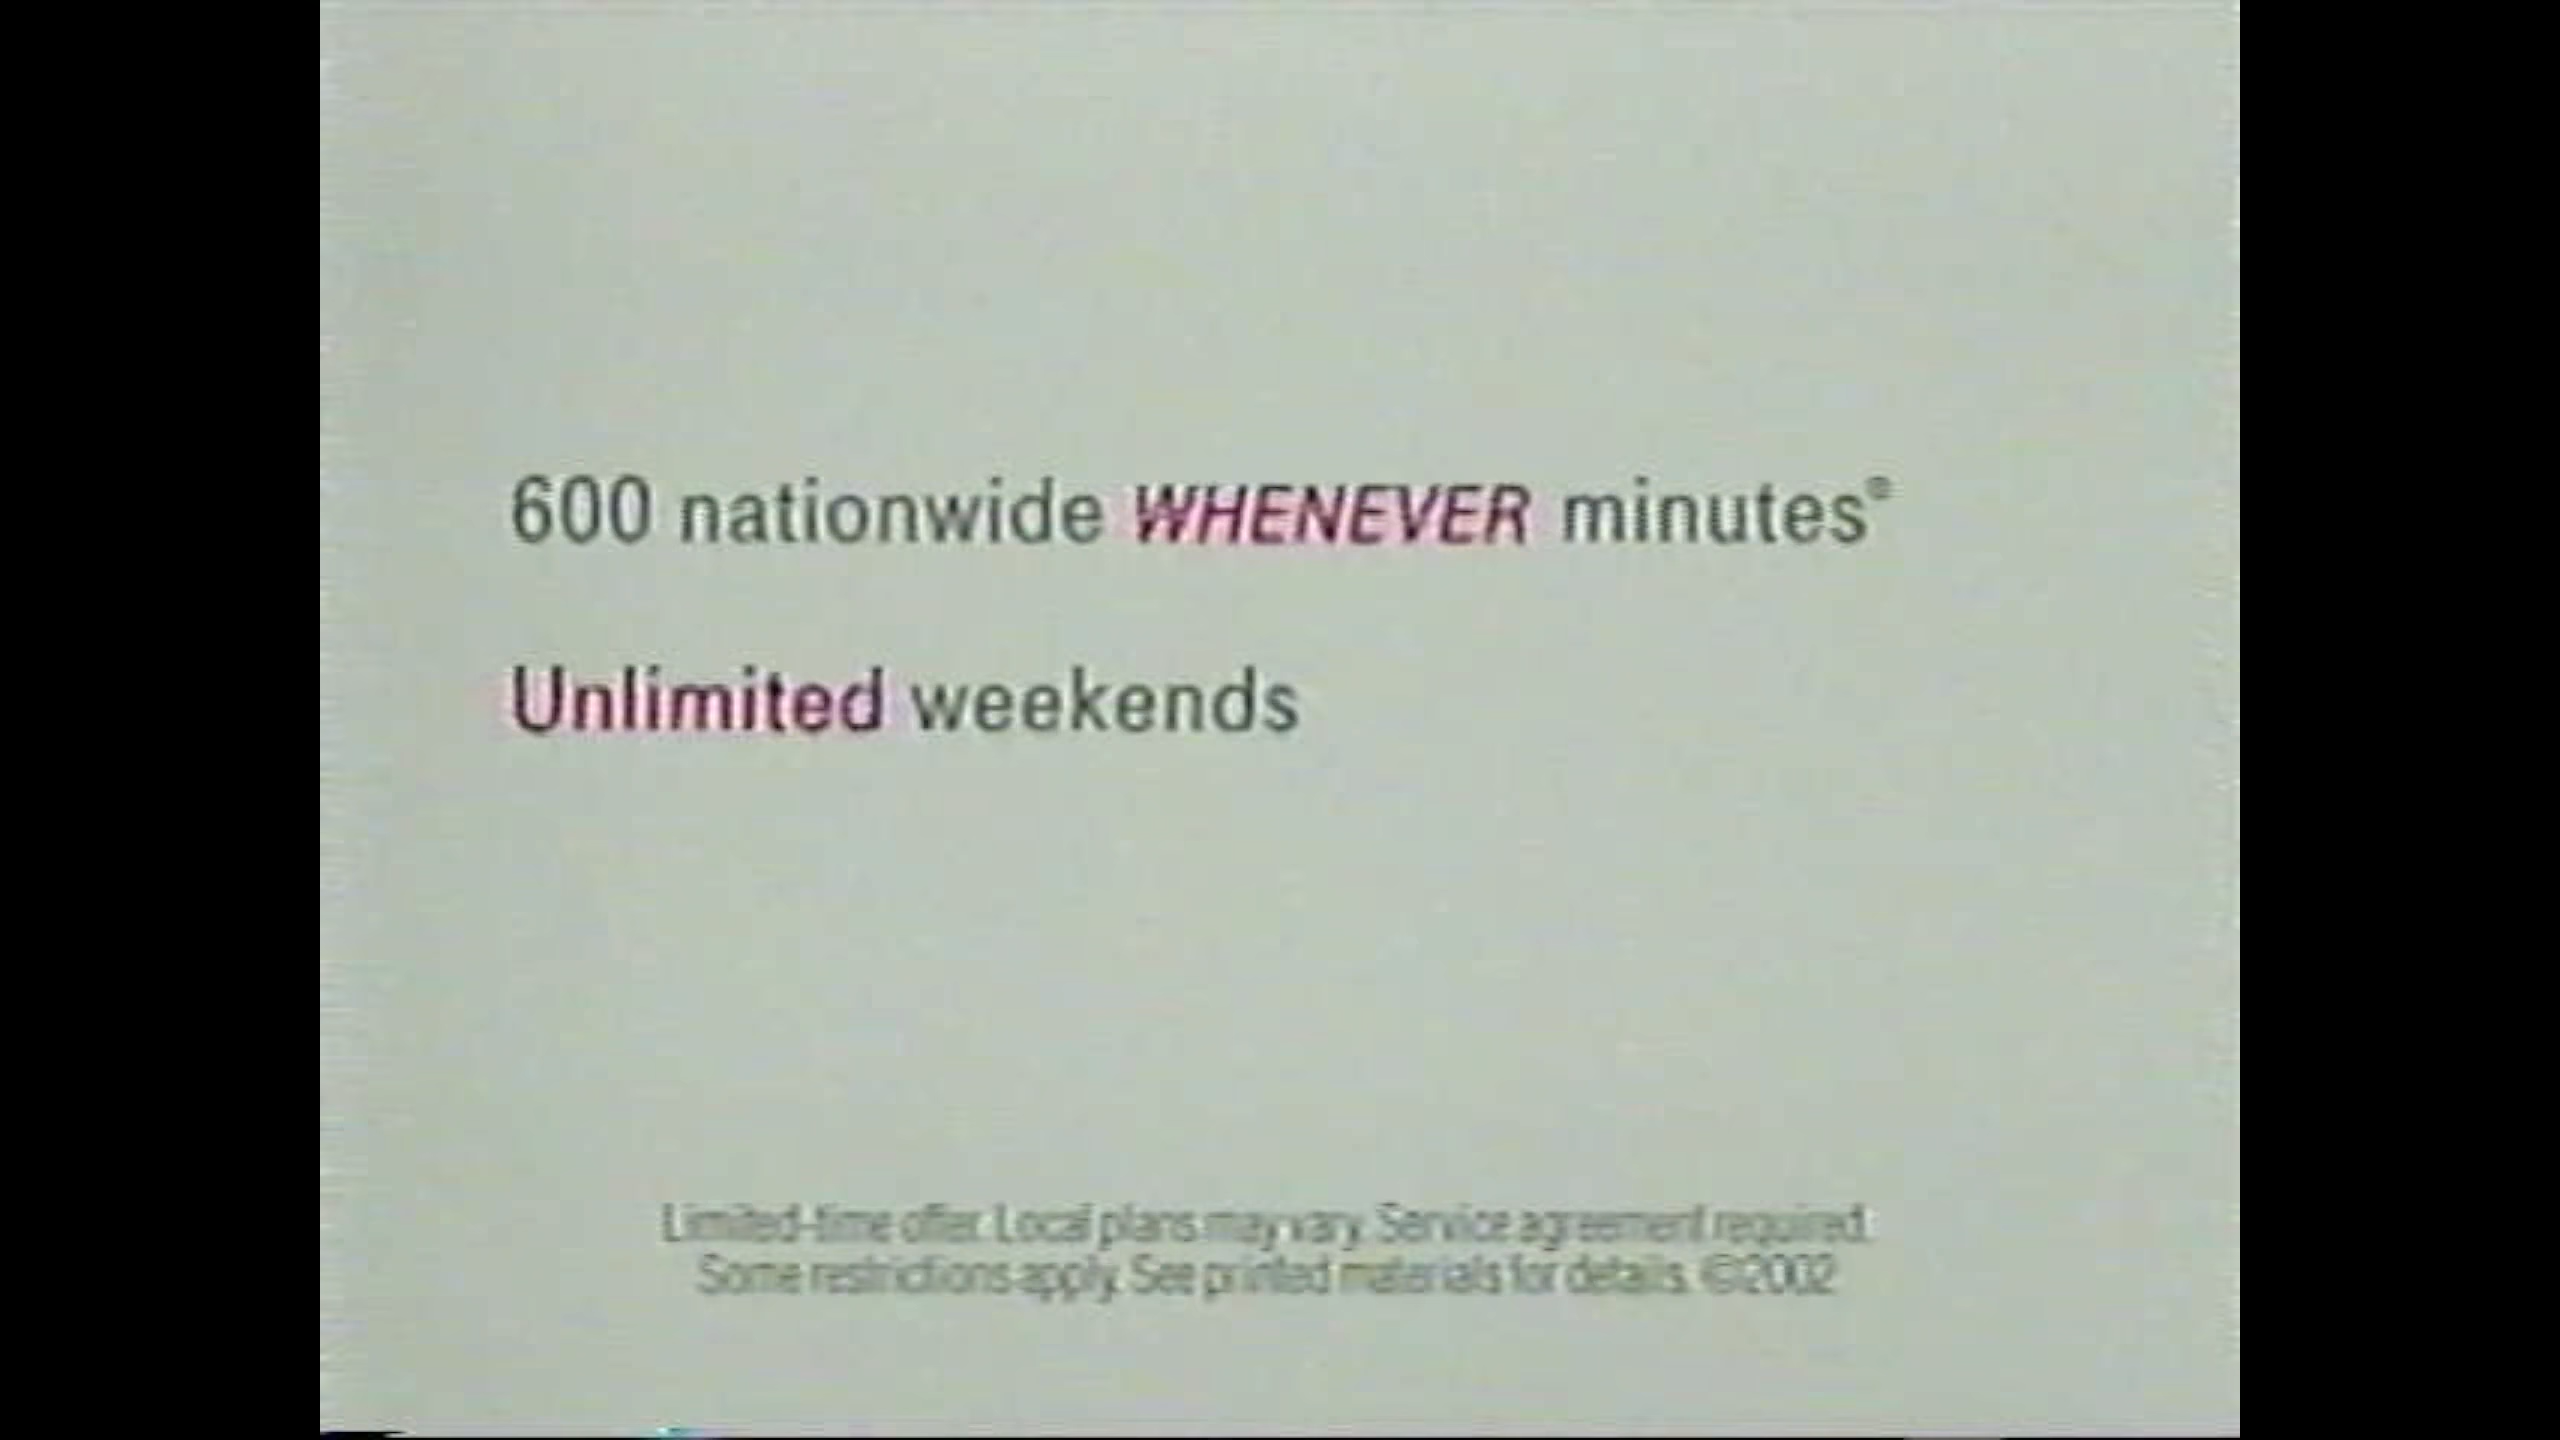 600 nationwide WHENEVER minutes®
Unlimited weekends
Limited-time offer. Local plans may vary. Service agreement required.
Some restrictions apply. See printed materials for details. ©2002